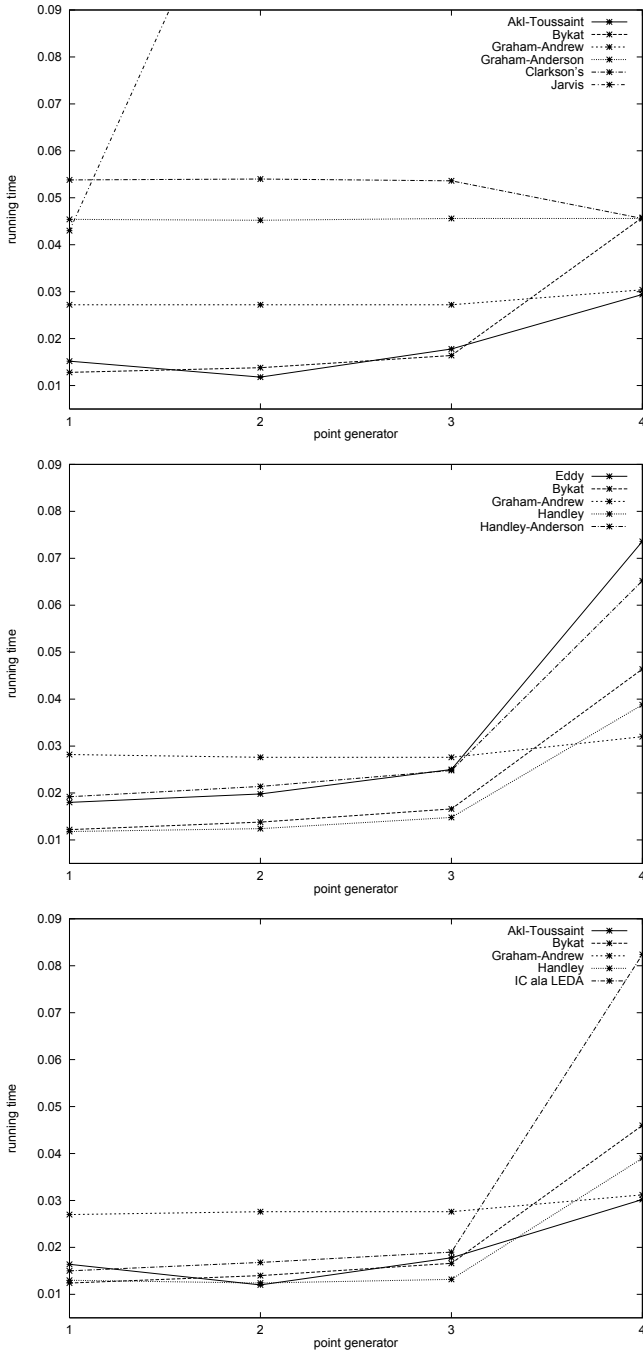 0.09
0.08
0.07
0.06
0.05
0.04
0.03
0.02
0.01
running time
1
2
3
4
point generator
Akl-Toussaint
Bykat
Graham-Andrew
Graham-Anderson
Clarkson's
Jarvis
0.09
0.08
0.07
0.06
0.05
0.04
0.03
0.02
0.01
running time
1
2
3
4
point generator
Eddy
Bykat
Graham-Andrew
Handley
Handley-Anderson
0.09
0.08
0.07
0.06
0.05
0.04
0.03
0.02
0.01
running time
1
2
3
4
point generator
Akl-Toussaint
Bykat
Graham-Andrew
Handley
IC ala LEDA